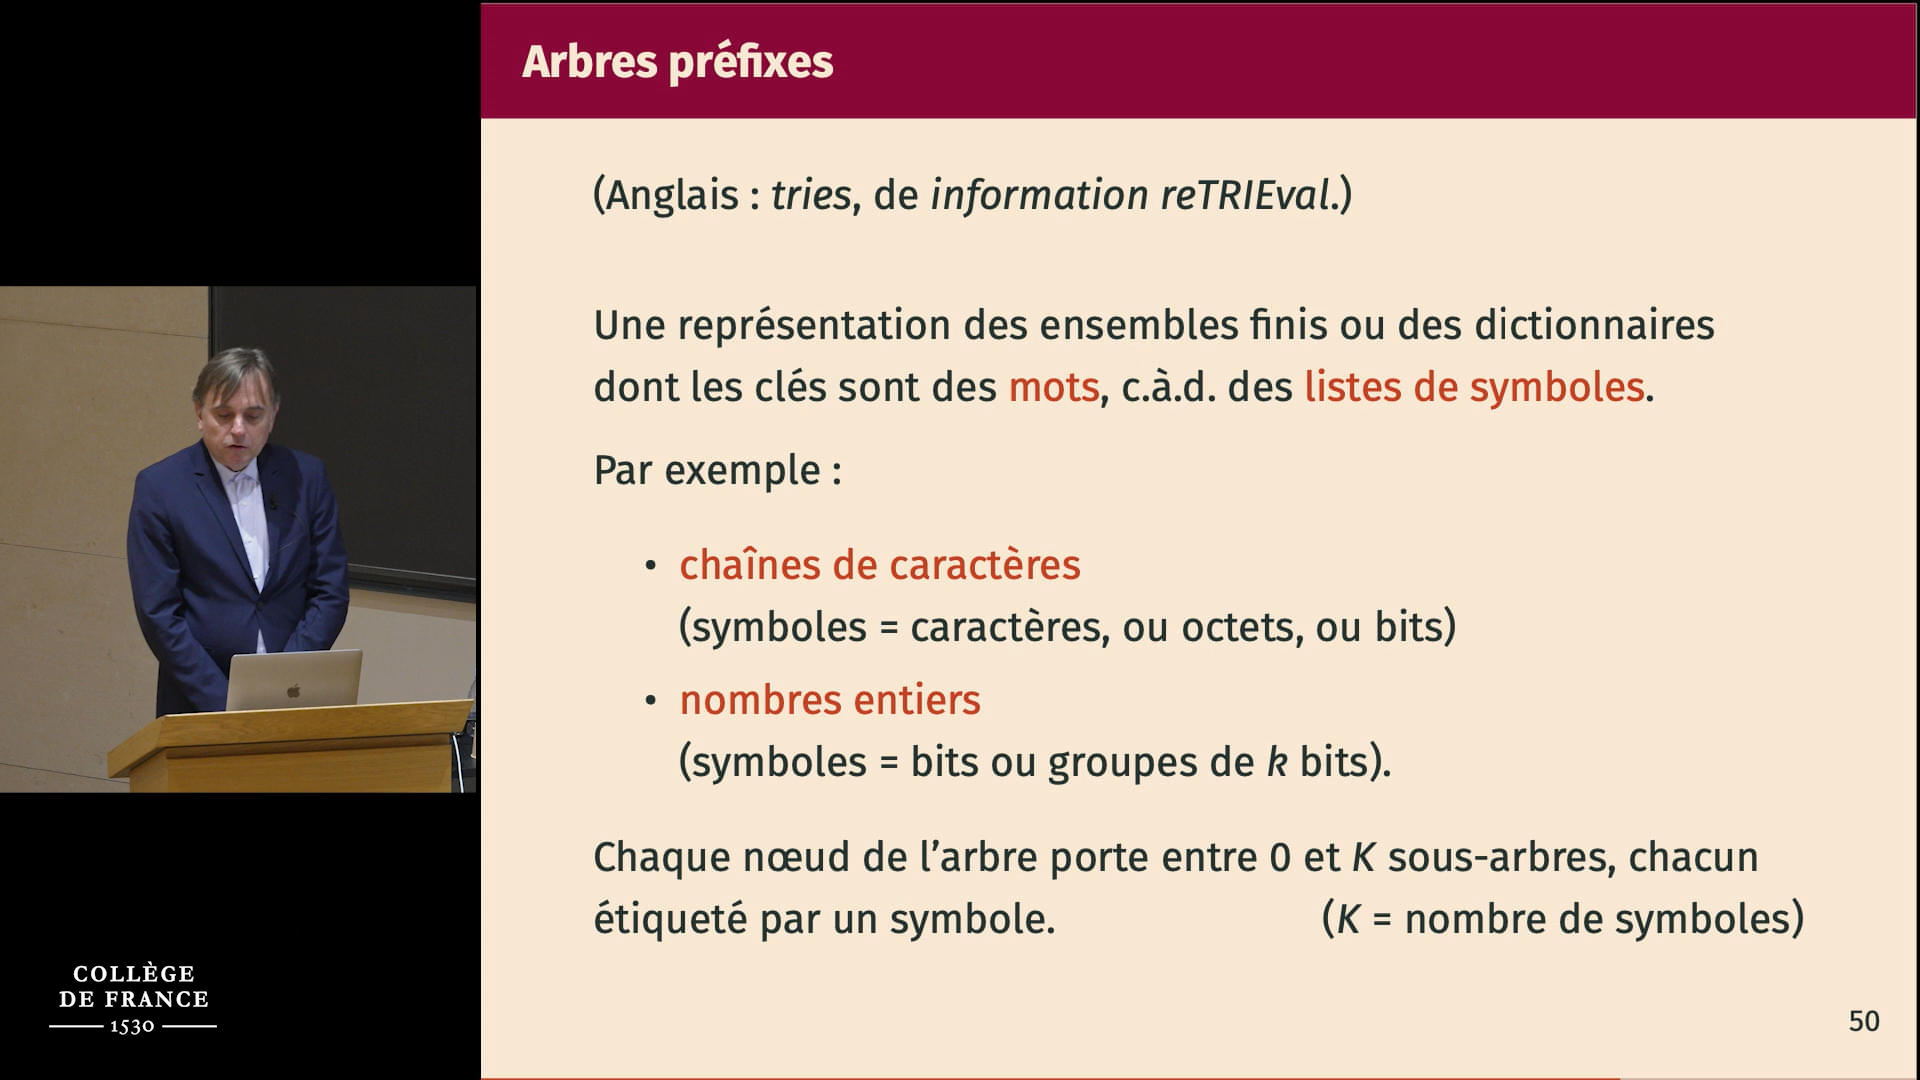 Arbres préfixes
(Anglais : tries, de information reTRIEval.)
Une représentation des ensembles finis ou des dictionnaires
dont les clés sont des mots, c.à.d. des listes de symboles.
Par exemple :
• chaînes de caractères
(symboles = caractères, ou octets, ou bits)
• nombres entiers
(symboles = bits ou groupes de k bits).
Chaque nœud de l’arbre porte entre 0 et K sous-arbres, chacun
étiqueté par un symbole. (K = nombre de symboles)
50
COLLÈGE
DE FRANCE
1530